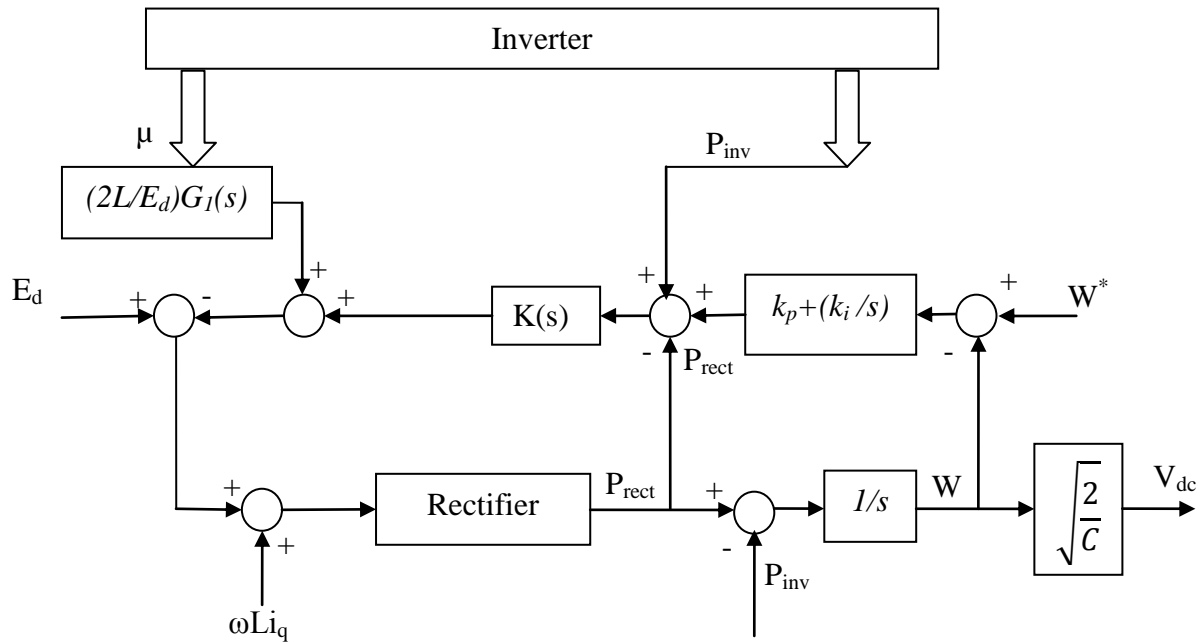 Inverter
μ
P_inv
(2L/E_d)G_1(s)
+
+
+
+
E_d
+
-
+
K(s)
+
k_p+(k_i/s)
W^*
-
P_rect
-
+
Rectifier
P_rect
+
1/s
W
√(2/C)
V_dc
+
-
P_inv
ωLi_q